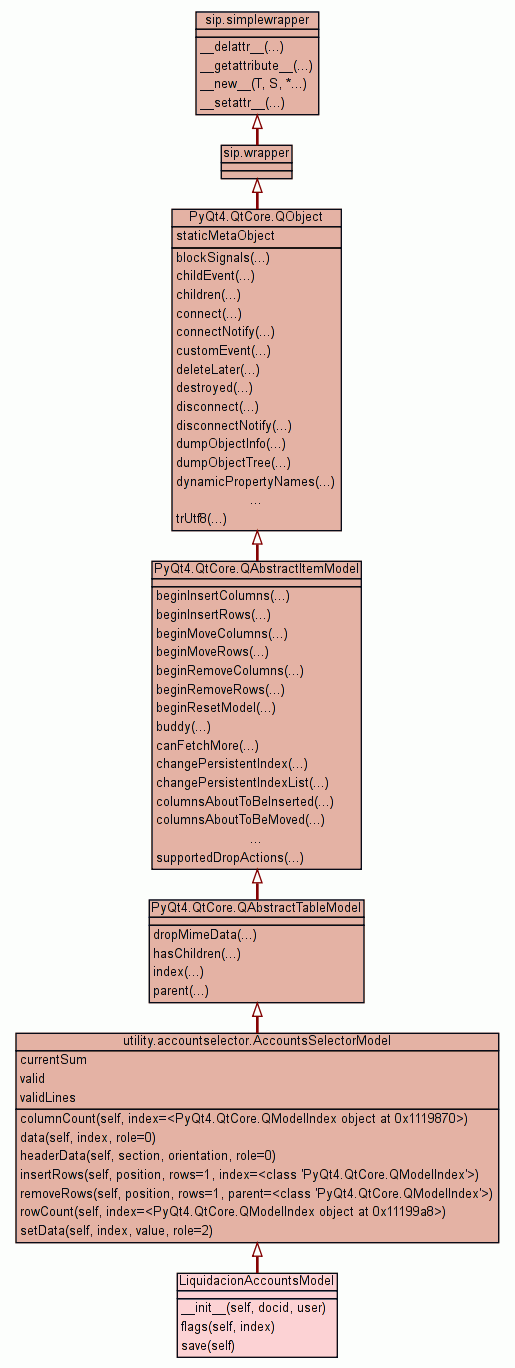 sip.simplewrapper
__delattr__(...)
__getattribute__(...)
__new__(T, S, *...)
__setattr__(...)
sip.wrapper
PyQt4.QtCore.QObject
staticMetaObject
blockSignals(...)
childEvent(...)
children(...)
connect(...)
connectNotify(...)
customEvent(...)
deleteLater(...)
destroyed(...)
disconnect(...)
disconnectNotify(...)
dumpObjectInfo(...)
dumpObjectTree(...)
dynamicPropertyNames(...)
...
trUtf8(...)
PyQt4.QtCore.QAbstractItemModel
beginInsertColumns(...)
beginInsertRows(...)
beginMoveColumns(...)
beginMoveRows(...)
beginRemoveColumns(...)
beginRemoveRows(...)
beginResetModel(...)
buddy(...)
canFetchMore(...)
changePersistentIndex(...)
changePersistentIndexList(...)
columnsAboutToBeInserted(...)
columnsAboutToBeMoved(...)
...
supportedDropActions(...)
PyQt4.QtCore.QAbstractTableModel
dropMimeData(...)
hasChildren(...)
index(...)
parent(...)
utility.accountselector.AccountsSelectorModel
currentSum
valid
validLines
columnCount(self, index=<PyQt4.QtCore.QModelIndex object at 0x1119870>)
data(self, index, role=0)
headerData(self, section, orientation, role=0)
insertRows(self, position, rows=1, index=<class 'PyQt4.QtCore.QModelIndex'>)
removeRows(self, position, rows=1, parent=<class 'PyQt4.QtCore.QModelIndex'>)
rowCount(self, index=<PyQt4.QtCore.QModelIndex object at 0x11199a8>)
setData(self, index, value, role=2)
LiquidacionAccountsModel
__init__(self, docid, user)
flags(self, index)
save(self)